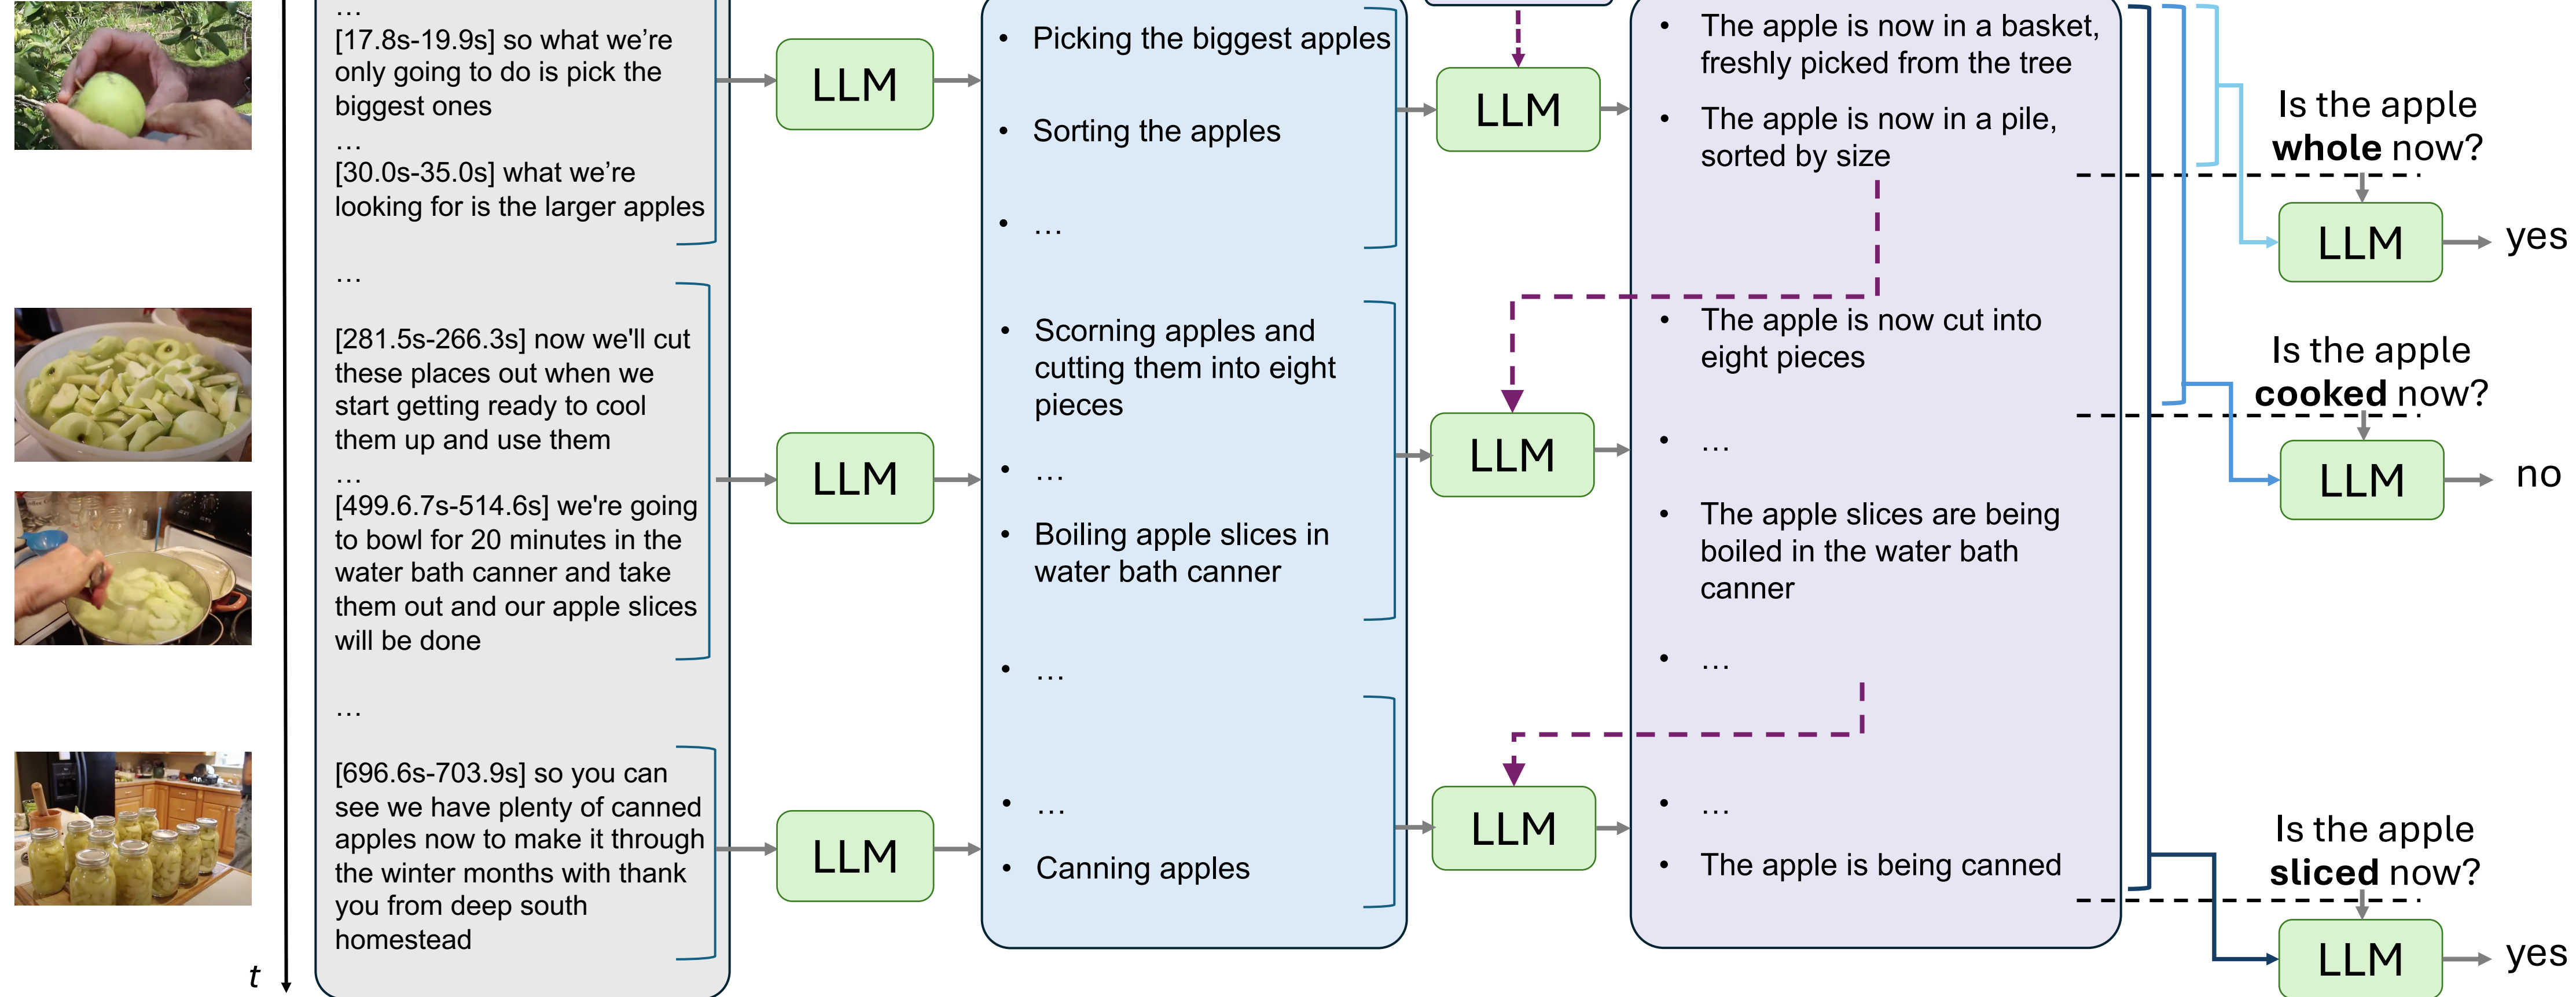 ...
[17.8s-19.9s] so what we're
only going to do is pick the
biggest ones
...
[30.0s-35.0s] what we're
looking for is the larger apples
...
[281.5s-266.3s] now we'll cut
these places out when we
start getting ready to cool
them up and use them
...
[499.6.7s-514.6s] we're going
to bowl for 20 minutes in the
water bath canner and take
them out and our apple slices
will be done
...
[696.6s-703.9s] so you can
see we have plenty of canned
apples now to make it through
the winter months with thank
you from deep south
homestead
t
LLM
LLM
LLM
• Picking the biggest apples
• Sorting the apples
• ...
• Scorning apples and
cutting them into eight
pieces
• ...
• Boiling apple slices in
water bath canner
• ...
• ...
• Canning apples
LLM
LLM
LLM
• The apple is now in a basket,
freshly picked from the tree
• The apple is now in a pile,
sorted by size
• The apple is now cut into
eight pieces
• ...
• The apple slices are being
boiled in the water bath
canner
• ...
• ...
• The apple is being canned
Is the apple
whole now?
LLM
yes
Is the apple
cooked now?
LLM
no
Is the apple
sliced now?
LLM
yes